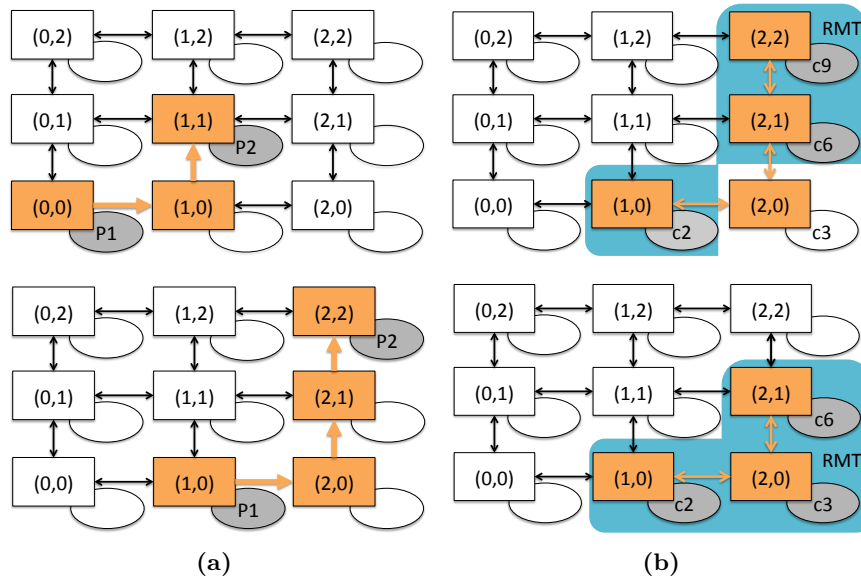 (0,2) (1,2) (2,2)
(0,1) (1,1) (2,1)
P2
(0,0) (1,0) (2,0)
P1
(0,2) (1,2) (2,2) RMT
c9
(0,1) (1,1) (2,1)
c6
(0,0) (1,0) (2,0)
c2 c3
(0,2) (1,2) (2,2)
P2
(0,1) (1,1) (2,1)
(0,0) (1,0) (2,0)
P1
(0,2) (1,2) (2,2)
(0,1) (1,1) (2,1)
c6
(0,0) (1,0) (2,0) RMT
c2 c3
(a) (b)